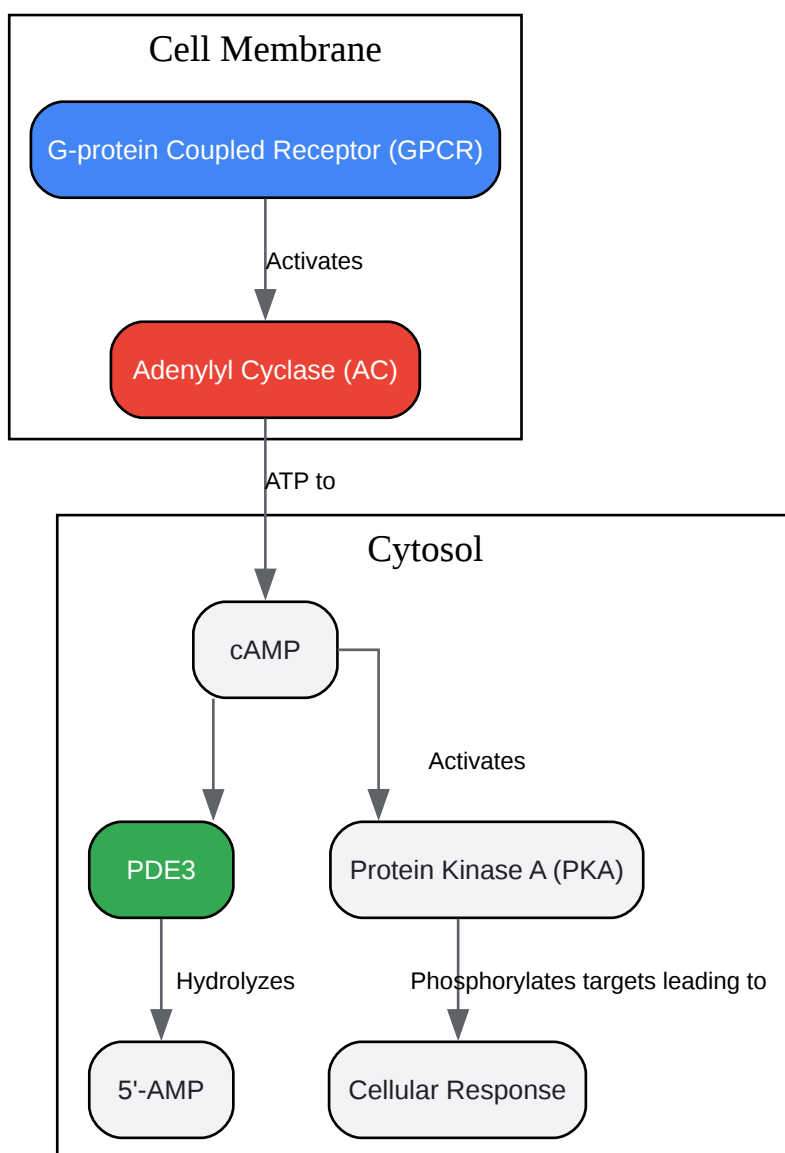 Cell Membrane
G-protein Coupled Receptor (GPCR)
Activates
Adenylyl Cyclase (AC)
ATP to
Cytosol
cAMP
Activates
PDE3
Protein Kinase A (PKA)
Hydrolyzes
Phosphorylates targets leading to
5'-AMP
Cellular Response